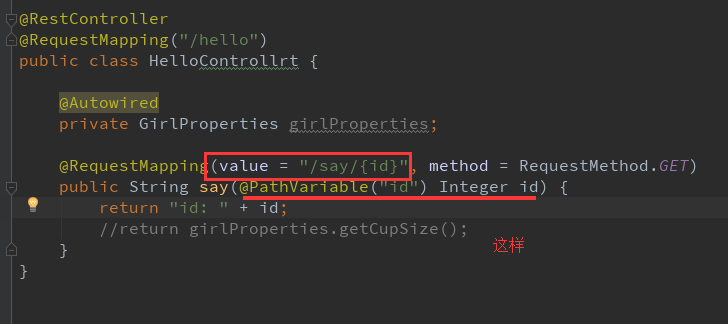 @RestController
@RequestMapping("/hello")
public class HelloControllrt {
@Autowired
private GirlProperties girlProperties;
@RequestMapping(value = "/say/{id}", method = RequestMethod.GET)
public String say(@PathVariable("id") Integer id) {
return "id: " + id;
//return girlProperties.getCupSize();
这样
}
}